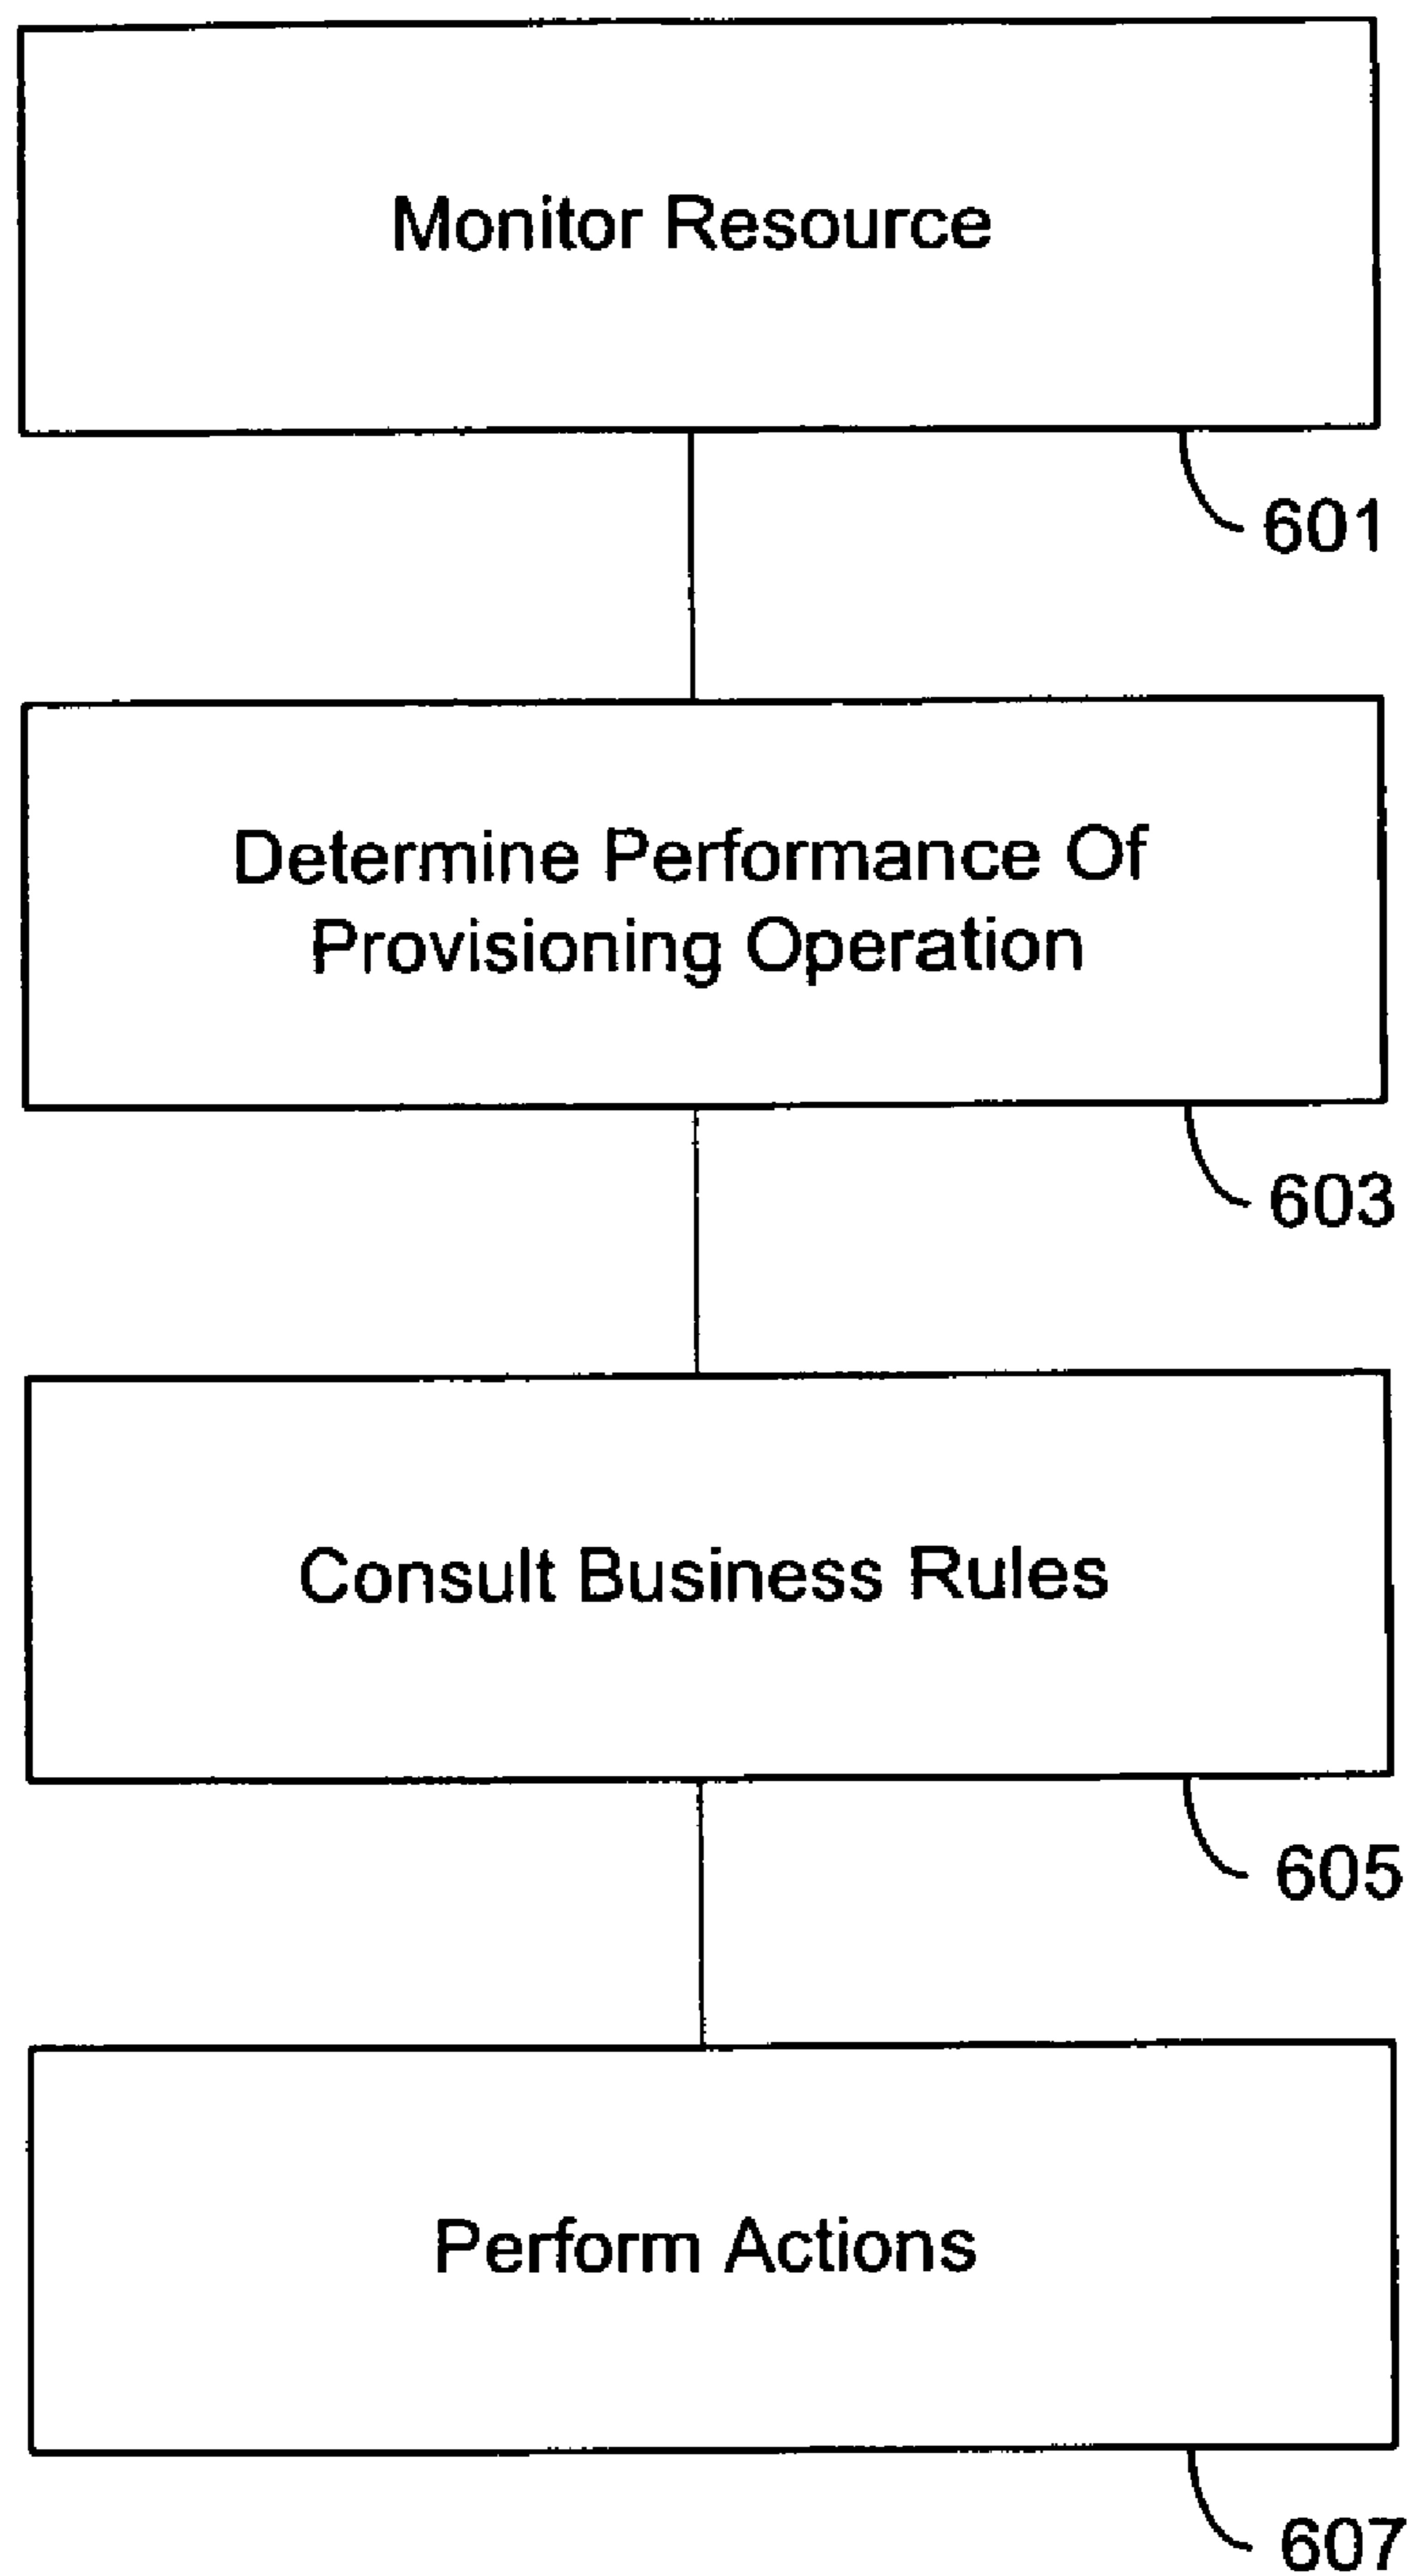 Monitor Resource
601
Determine Performance Of
Provisioning Operation
603
Consult Business Rules
605
Perform Actions
607